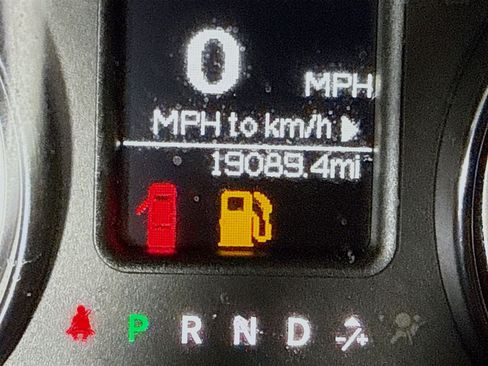 0
MPH
MPH to km/h
19089.4mi
P R N D -/+